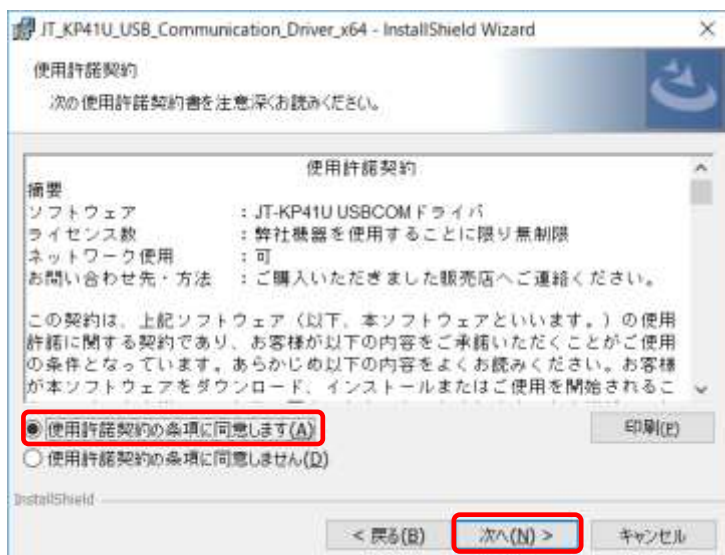 JT_KP41U_USB_Communication_Driver_x64 - InstallShield Wizard
使用許諾契約
次の使用許諾契約書を注意深くお読みください。
使用許諾契約
摘要
ソフトウェア ：JT-KP41U USBCOMドライバ
ライセンス数 ：弊社機器を使用することに限り無制限
ネットワーク使用 ：可
お問い合わせ先・方法 ：ご購入いただきました販売店へご連絡ください。
この契約は、上記ソフトウェア（以下、本ソフトウェアといいます。）の使用
許諾に関する契約であり、お客様が以下の内容をご承諾いただくことがご使用
の条件となっています。あらかじめ以下の内容をよくお読みください。お客様
が本ソフトウェアをダウンロード、インストールまたはご使用を開始されるこ
使用許諾契約の条項に同意します(A)
印刷(P)
使用許諾契約の条項に同意しません(D)
InstallShield
< 戻る(B) 次へ(N) > キャンセル